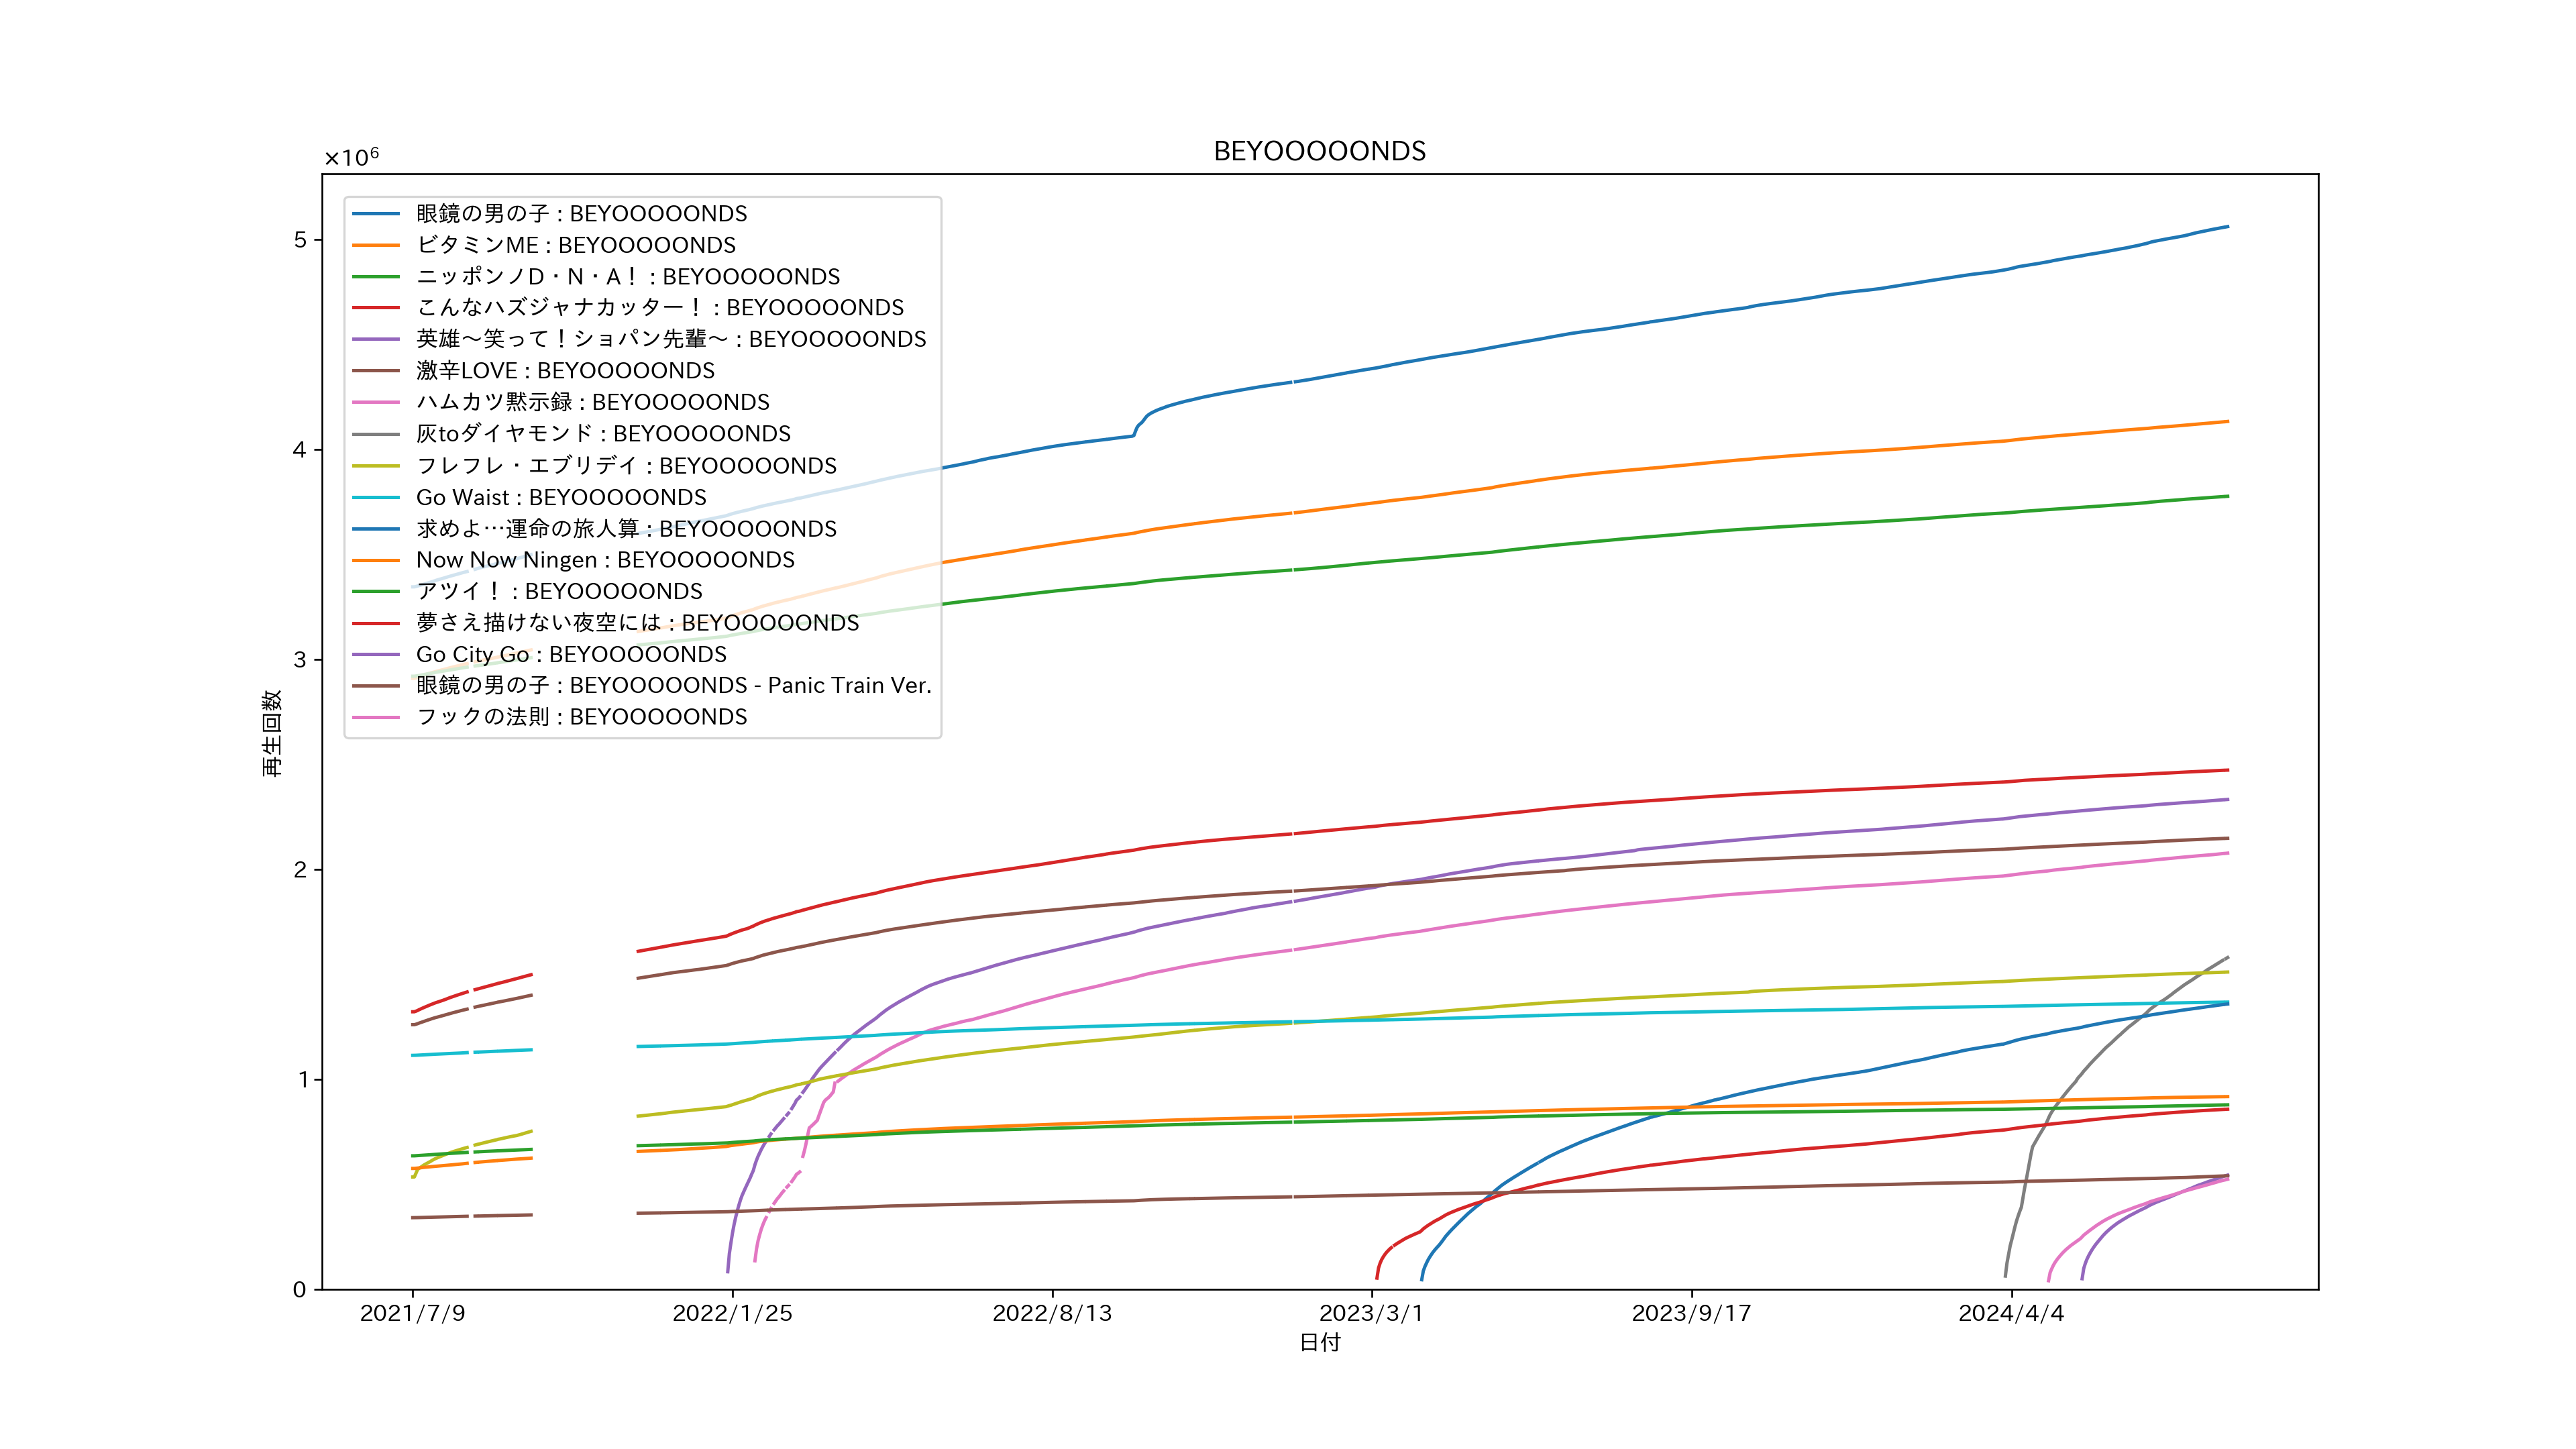 BEYOOOOONDS
×10⁶
眼鏡の男の子 : BEYOOOOONDS
ビタミンME : BEYOOOOONDS
ニッポンノD・N・A！ : BEYOOOOONDS
こんなハズジャナカッター！ : BEYOOOOONDS
英雄〜笑って！ショパン先輩〜 : BEYOOOOONDS
激辛LOVE : BEYOOOOONDS
ハムカツ黙示録 : BEYOOOOONDS
灰toダイヤモンド : BEYOOOOONDS
フレフレ・エブリデイ : BEYOOOOONDS
Go Waist : BEYOOOOONDS
求めよ…運命の旅人算 : BEYOOOOONDS
Now Now Ningen : BEYOOOOONDS
アツイ！ : BEYOOOOONDS
夢さえ描けない夜空には : BEYOOOOONDS
Go City Go : BEYOOOOONDS
眼鏡の男の子 : BEYOOOOONDS - Panic Train Ver.
フックの法則 : BEYOOOOONDS
5
4
3
2
1
0
再生回数
2021/7/9
2022/1/25
2022/8/13
2023/3/1
2023/9/17
2024/4/4
日付